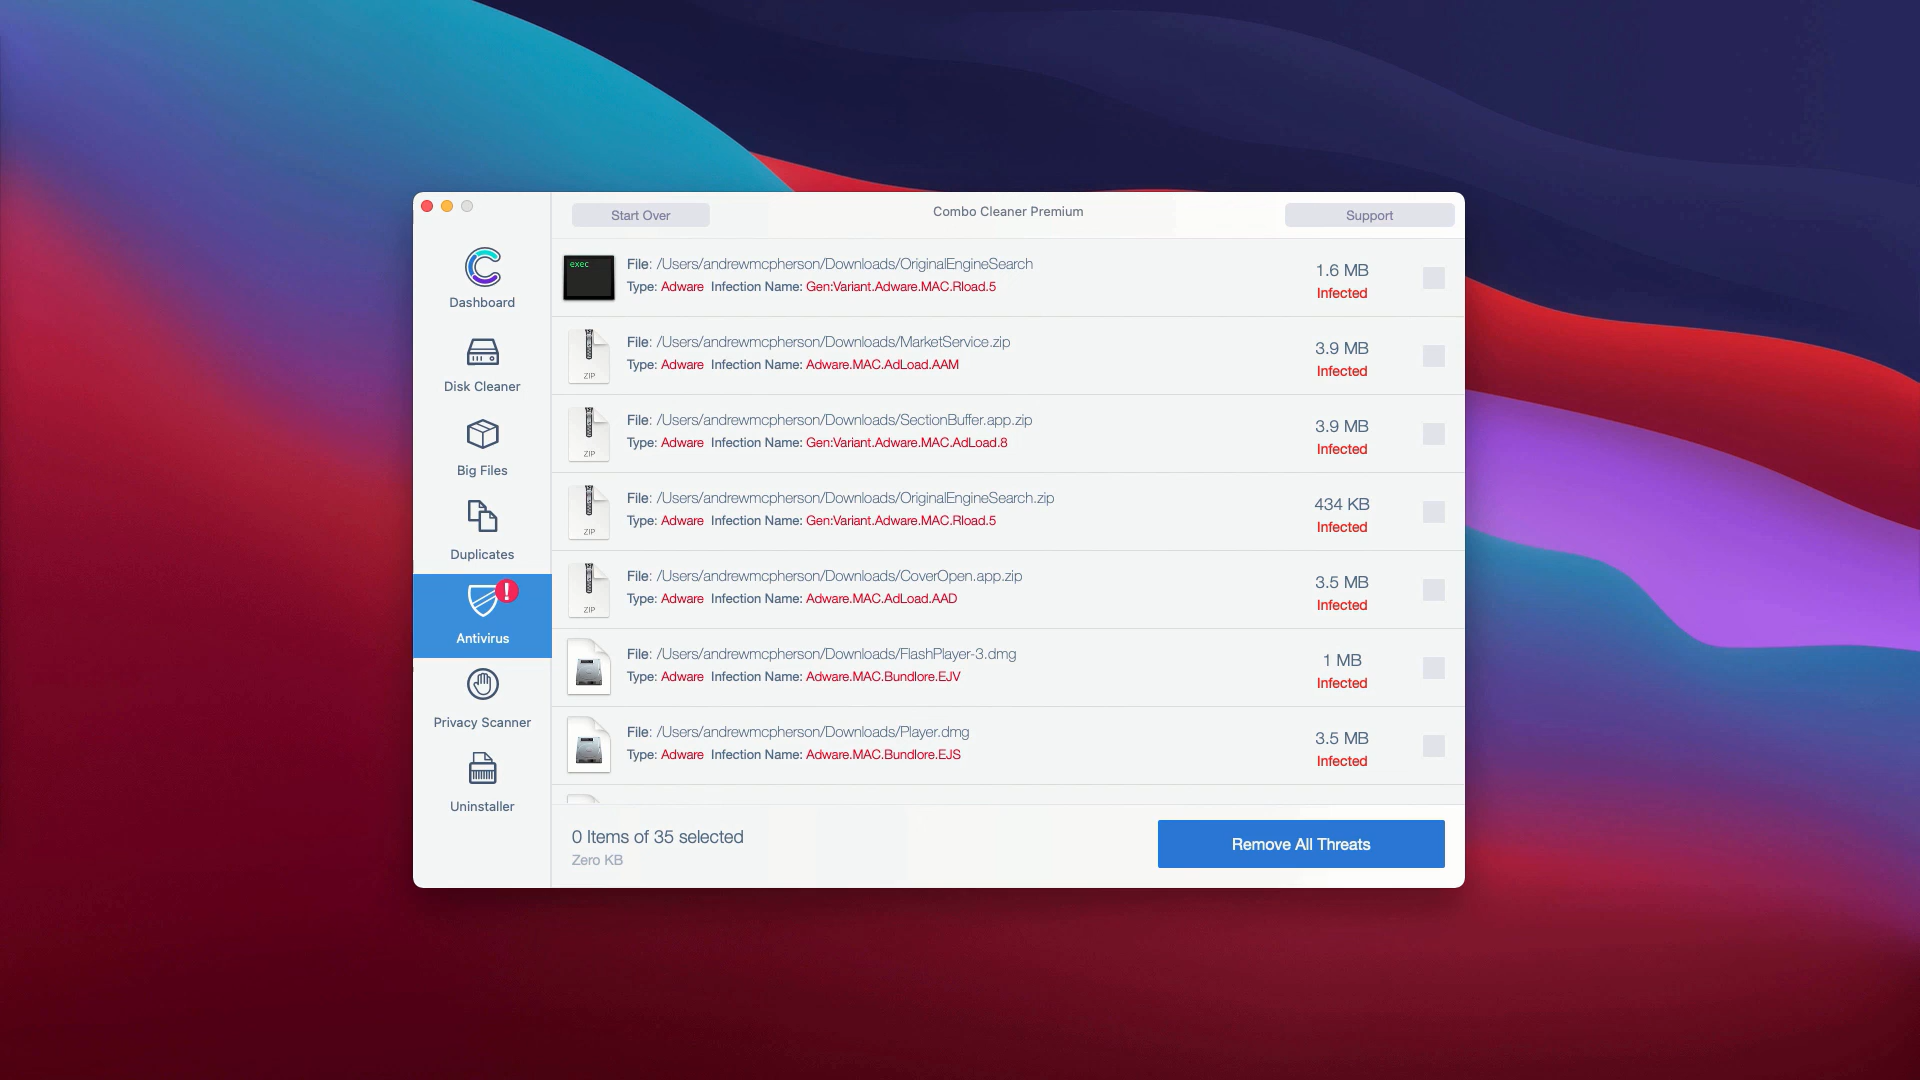 Start Over
Combo Cleaner Premium
Support
Dashboard
Disk Cleaner
Big Files
Duplicates
!
Antivirus
Privacy Scanner
Uninstaller
exec
File: /Users/andrewmcpherson/Downloads/OriginalEngineSearch
Type: Adware Infection Name: Gen:Variant.Adware.MAC.Rload.5
1.6 MB
Infected
ZIP
File: /Users/andrewmcpherson/Downloads/MarketService.zip
Type: Adware Infection Name: Adware.MAC.AdLoad.AAM
3.9 MB
Infected
ZIP
File: /Users/andrewmcpherson/Downloads/SectionBuffer.app.zip
Type: Adware Infection Name: Gen:Variant.Adware.MAC.AdLoad.8
3.9 MB
Infected
ZIP
File: /Users/andrewmcpherson/Downloads/OriginalEngineSearch.zip
Type: Adware Infection Name: Gen:Variant.Adware.MAC.Rload.5
434 KB
Infected
ZIP
File: /Users/andrewmcpherson/Downloads/CoverOpen.app.zip
Type: Adware Infection Name: Adware.MAC.AdLoad.AAD
3.5 MB
Infected
File: /Users/andrewmcpherson/Downloads/FlashPlayer-3.dmg
Type: Adware Infection Name: Adware.MAC.Bundlore.EJV
1 MB
Infected
File: /Users/andrewmcpherson/Downloads/Player.dmg
Type: Adware Infection Name: Adware.MAC.Bundlore.EJS
3.5 MB
Infected
0 Items of 35 selected
Zero KB
Remove All Threats